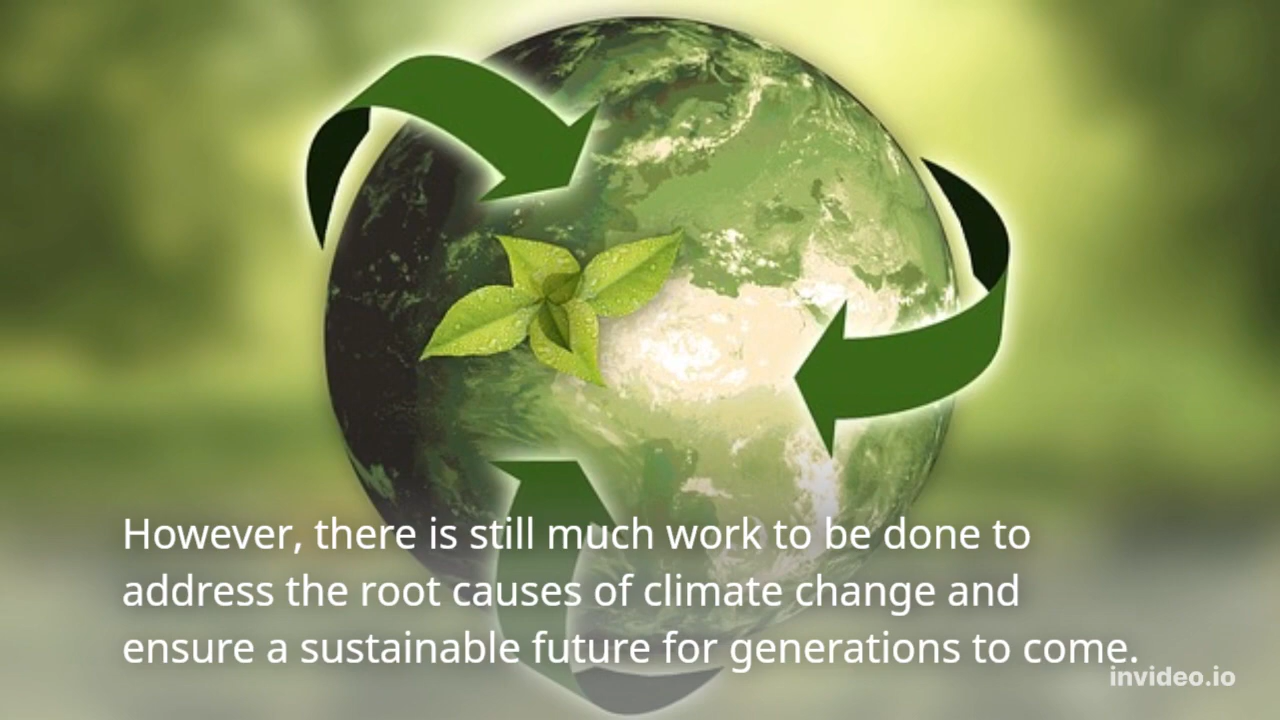 However, there is still much work to be done to
address the root causes of climate change and
ensure a sustainable future for generations to come.
invideo.io